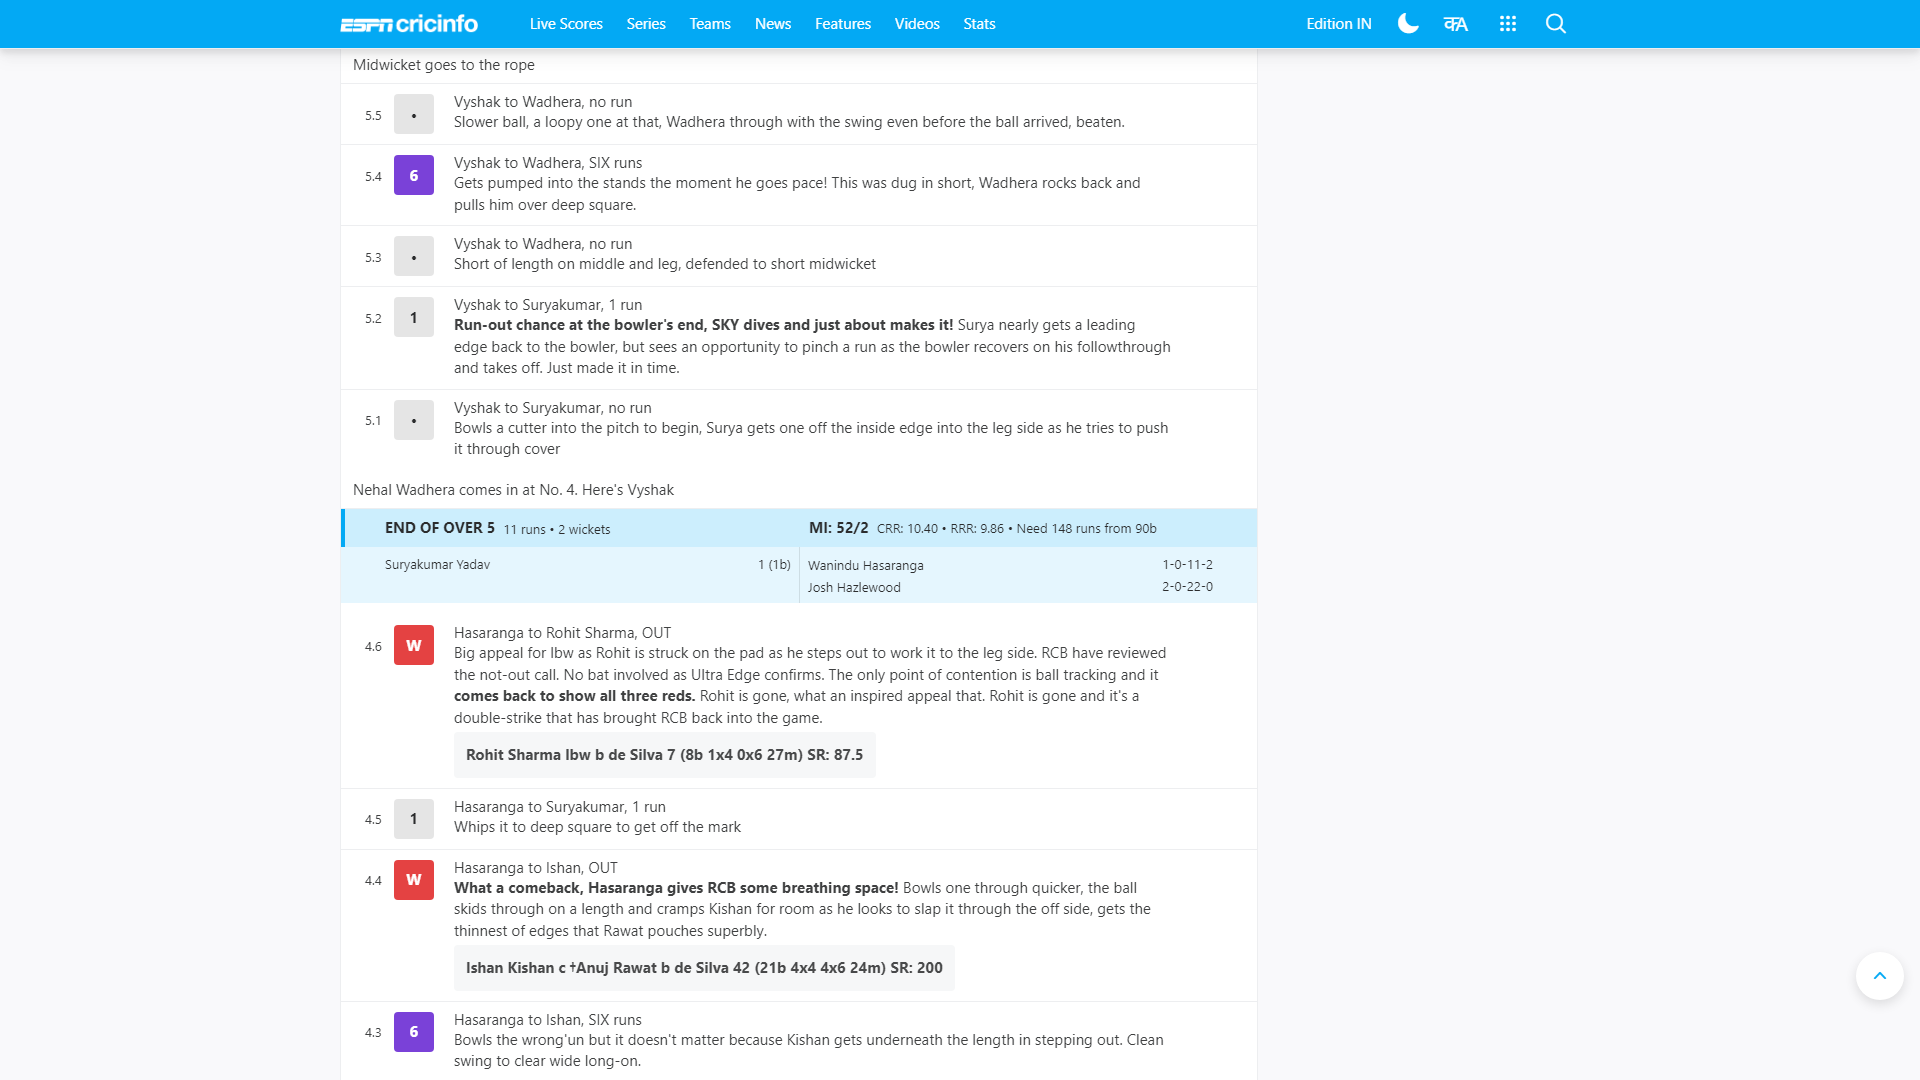 ESPN cricinfo Live Scores Series Teams News Features Videos Stats Edition IN
Midwicket goes to the rope
5.5 • Vyshak to Wadhera, no run
Slower ball, a loopy one at that, Wadhera through with the swing even before the ball arrived, beaten.
5.4 6 Vyshak to Wadhera, SIX runs
Gets pumped into the stands the moment he goes pace! This was dug in short, Wadhera rocks back and
pulls him over deep square.
5.3 • Vyshak to Wadhera, no run
Short of length on middle and leg, defended to short midwicket
5.2 1 Vyshak to Suryakumar, 1 run
Run-out chance at the bowler's end, SKY dives and just about makes it! Surya nearly gets a leading
edge back to the bowler, but sees an opportunity to pinch a run as the bowler recovers on his followthrough
and takes off. Just made it in time.
5.1 • Vyshak to Suryakumar, no run
Bowls a cutter into the pitch to begin, Surya gets one off the inside edge into the leg side as he tries to push
it through cover
Nehal Wadhera comes in at No. 4. Here's Vyshak
END OF OVER 5 11 runs • 2 wickets MI: 52/2 CRR: 10.40 • RRR: 9.86 • Need 148 runs from 90b
Suryakumar Yadav 1 (1b) Wanindu Hasaranga 1-0-11-2
Josh Hazlewood 2-0-22-0
4.6 W Hasaranga to Rohit Sharma, OUT
Big appeal for lbw as Rohit is struck on the pad as he steps out to work it to the leg side. RCB have reviewed
the not-out call. No bat involved as Ultra Edge confirms. The only point of contention is ball tracking and it
comes back to show all three reds. Rohit is gone, what an inspired appeal that. Rohit is gone and it's a
double-strike that has brought RCB back into the game.
Rohit Sharma lbw b de Silva 7 (8b 1x4 0x6 27m) SR: 87.5
4.5 1 Hasaranga to Suryakumar, 1 run
Whips it to deep square to get off the mark
4.4 W Hasaranga to Ishan, OUT
What a comeback, Hasaranga gives RCB some breathing space! Bowls one through quicker, the ball
skids through on a length and cramps Kishan for room as he looks to slap it through the off side, gets the
thinnest of edges that Rawat pouches superbly.
Ishan Kishan c †Anuj Rawat b de Silva 42 (21b 4x4 4x6 24m) SR: 200
4.3 6 Hasaranga to Ishan, SIX runs
Bowls the wrong'un but it doesn't matter because Kishan gets underneath the length in stepping out. Clean
swing to clear wide long-on.